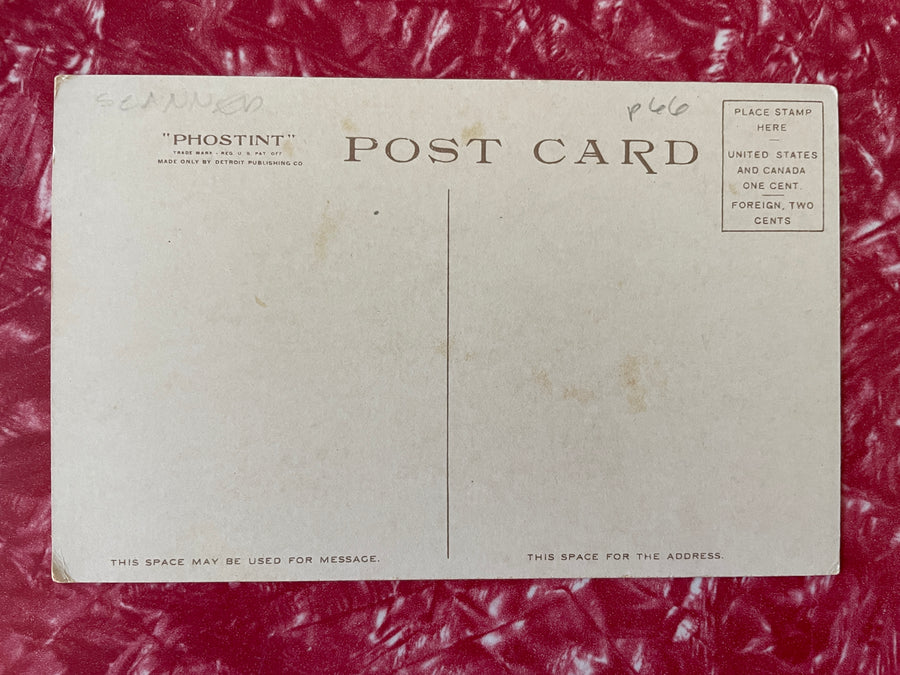 SCANNED
p66
"PHOSTINT"
TRADE MARK - REG. U. S. PAT. OFF
MADE ONLY BY DETROIT PUBLISHING CO
POST CARD
PLACE STAMP
HERE
UNITED STATES
AND CANADA
ONE CENT.
FOREIGN, TWO
CENTS
THIS SPACE MAY BE USED FOR MESSAGE.
THIS SPACE FOR THE ADDRESS.